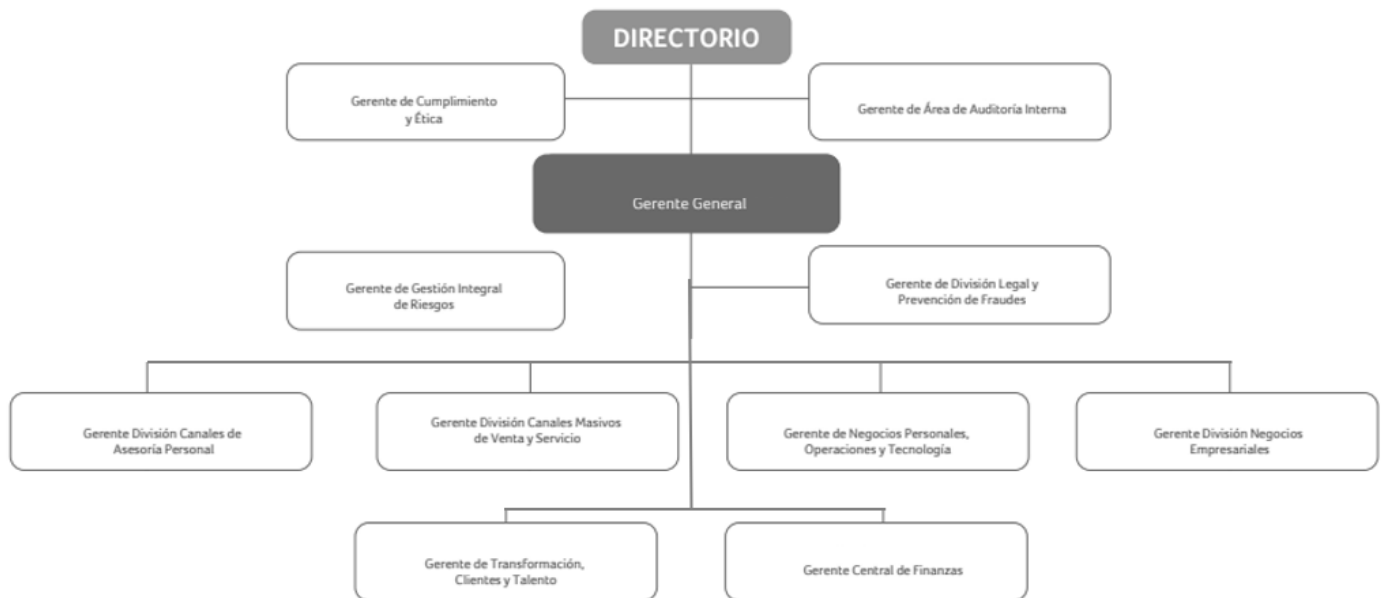 DIRECTORIO
Gerente de Cumplimiento
y Ética
Gerente de Área de Auditoría Interna
Gerente General
Gerente de Gestión Integral
de Riesgos
Gerente de División Legal y
Prevención de Fraudes
Gerente División Canales de
Asesoría Personal
Gerente División Canales Masivos
de Venta y Servicio
Gerente de Negocios Personales,
Operaciones y Tecnología
Gerente División Negocios
Empresariales
Gerente de Transformación,
Clientes y Talento
Gerente Central de Finanzas